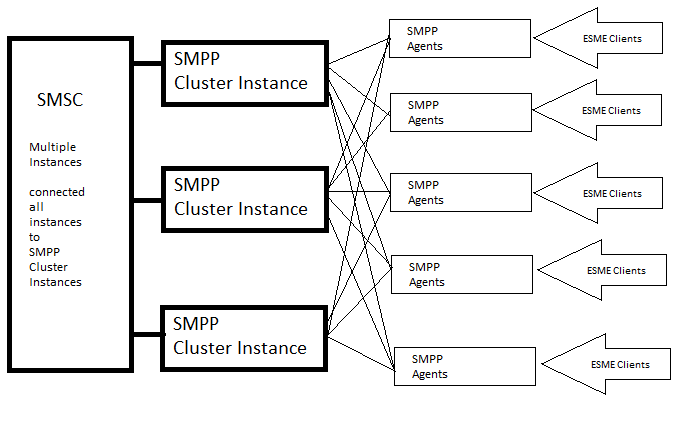 SMSC
Multiple
Instances
connected
all
instances
to
SMPP
Cluster
Instances
SMPP
Cluster Instance
SMPP
Cluster Instance
SMPP
Cluster Instance
SMPP
Agents
ESME Clients
SMPP
Agents
ESME Clients
SMPP
Agents
ESME Clients
SMPP
Agents
ESME Clients
SMPP
Agents
ESME Clients